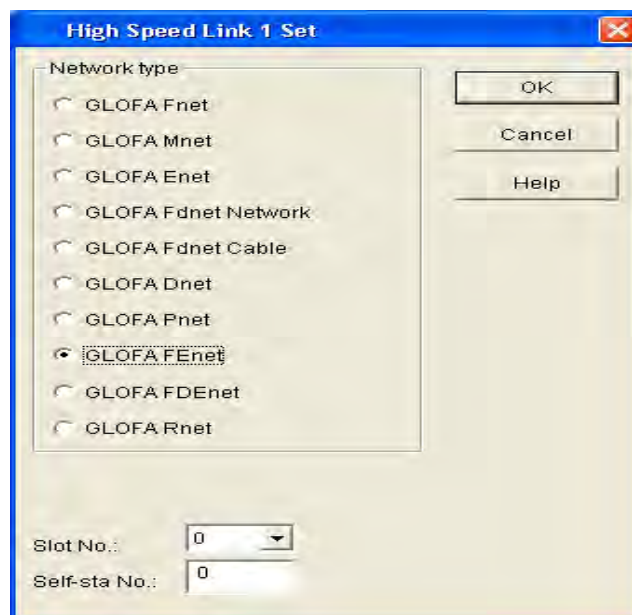 High Speed Link 1 Set
Network type
GLOFA Fnet
GLOFA Mnet
GLOFA Enet
GLOFA Fdnet Network
GLOFA Fdnet Cable
GLOFA Dnet
GLOFA Pnet
GLOFA FEnet
GLOFA FDEnet
GLOFA Rnet
OK
Cancel
Help
Slot No.: 0
Self-sta No.: 0